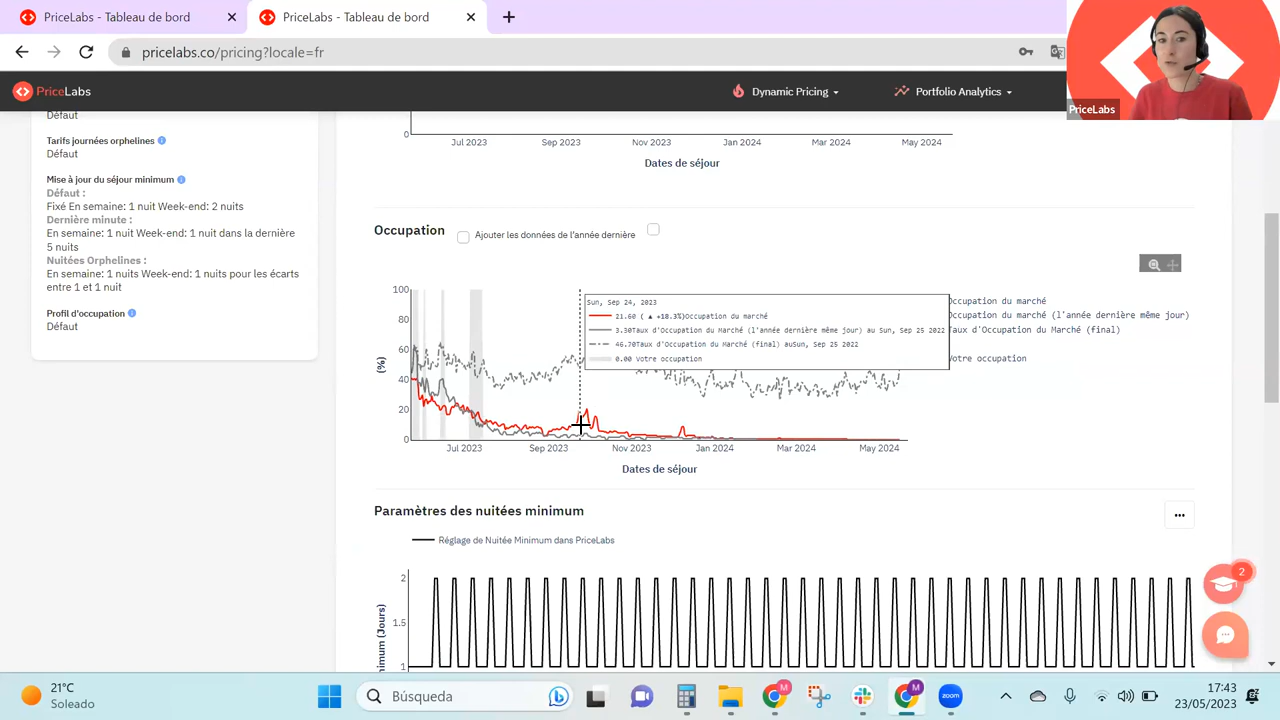 PriceLabs - Tableau de bord
PriceLabs - Tableau de bord
pricelabs.co/pricing?locale=fr
PriceLabs
Dynamic Pricing
Portfolio Analytics
PriceLabs
Défaut
Tarifs journées orphelines
Défaut
Mise à jour du séjour minimum
Défaut :
Fixé En semaine: 1 nuit Week-end: 2 nuits
Dernière minute :
En semaine: 1 nuit Week-end: 1 nuit dans la dernière
5 nuits
Nuitées Orphelines :
En semaine: 1 nuits Week-end: 1 nuits pour les écarts
entre 1 et 1 nuit
Profil d'occupation
Défaut
0
Jul 2023 Sep 2023 Nov 2023 Jan 2024 Mar 2024 May 2024
Dates de séjour
Occupation
Ajouter les données de l'année dernière
100
80
60
40
20
0
(%)
Sun, Sep 24, 2023
21.60 ( ▲ +18.3%)Occupation du marché
3.30Taux d'Occupation du Marché (l'année dernière même jour) au Sun, Sep 25 2022
46.70Taux d'Occupation du Marché (final) auSun, Sep 25 2022
0.00 Votre occupation
Occupation du marché
Occupation du marché (l'année dernière même jour)
Taux d'Occupation du Marché (final)
Votre occupation
Jul 2023 Sep 2023 Nov 2023 Jan 2024 Mar 2024 May 2024
Dates de séjour
Paramètres des nuitées minimum
Réglage de Nuitée Minimum dans PriceLabs
2
1.5
1
nimum (Jours)
2
21°C
Soleado
Búsqueda
M
M
zoom
17:43
23/05/2023